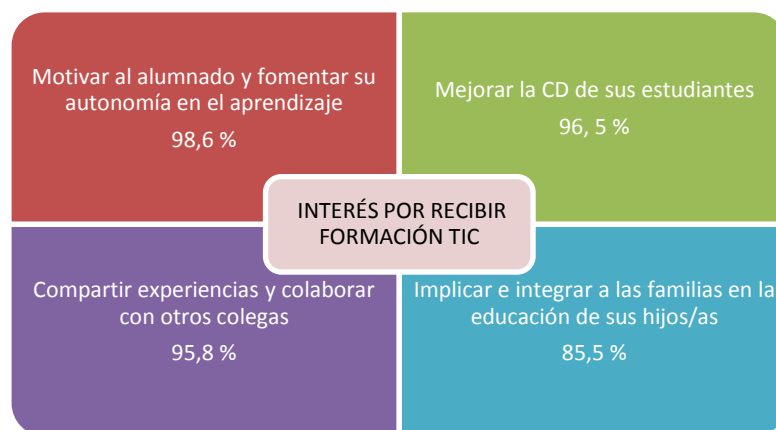 Motivar al alumnado y fomentar su
autonomía en el aprendizaje
98,6 %
Mejorar la CD de sus estudiantes
96, 5 %
INTERÉS POR RECIBIR
FORMACIÓN TIC
Compartir experiencias y colaborar
con otros colegas
95,8 %
Implicar e integrar a las familias en la
educación de sus hijos/as
85,5 %